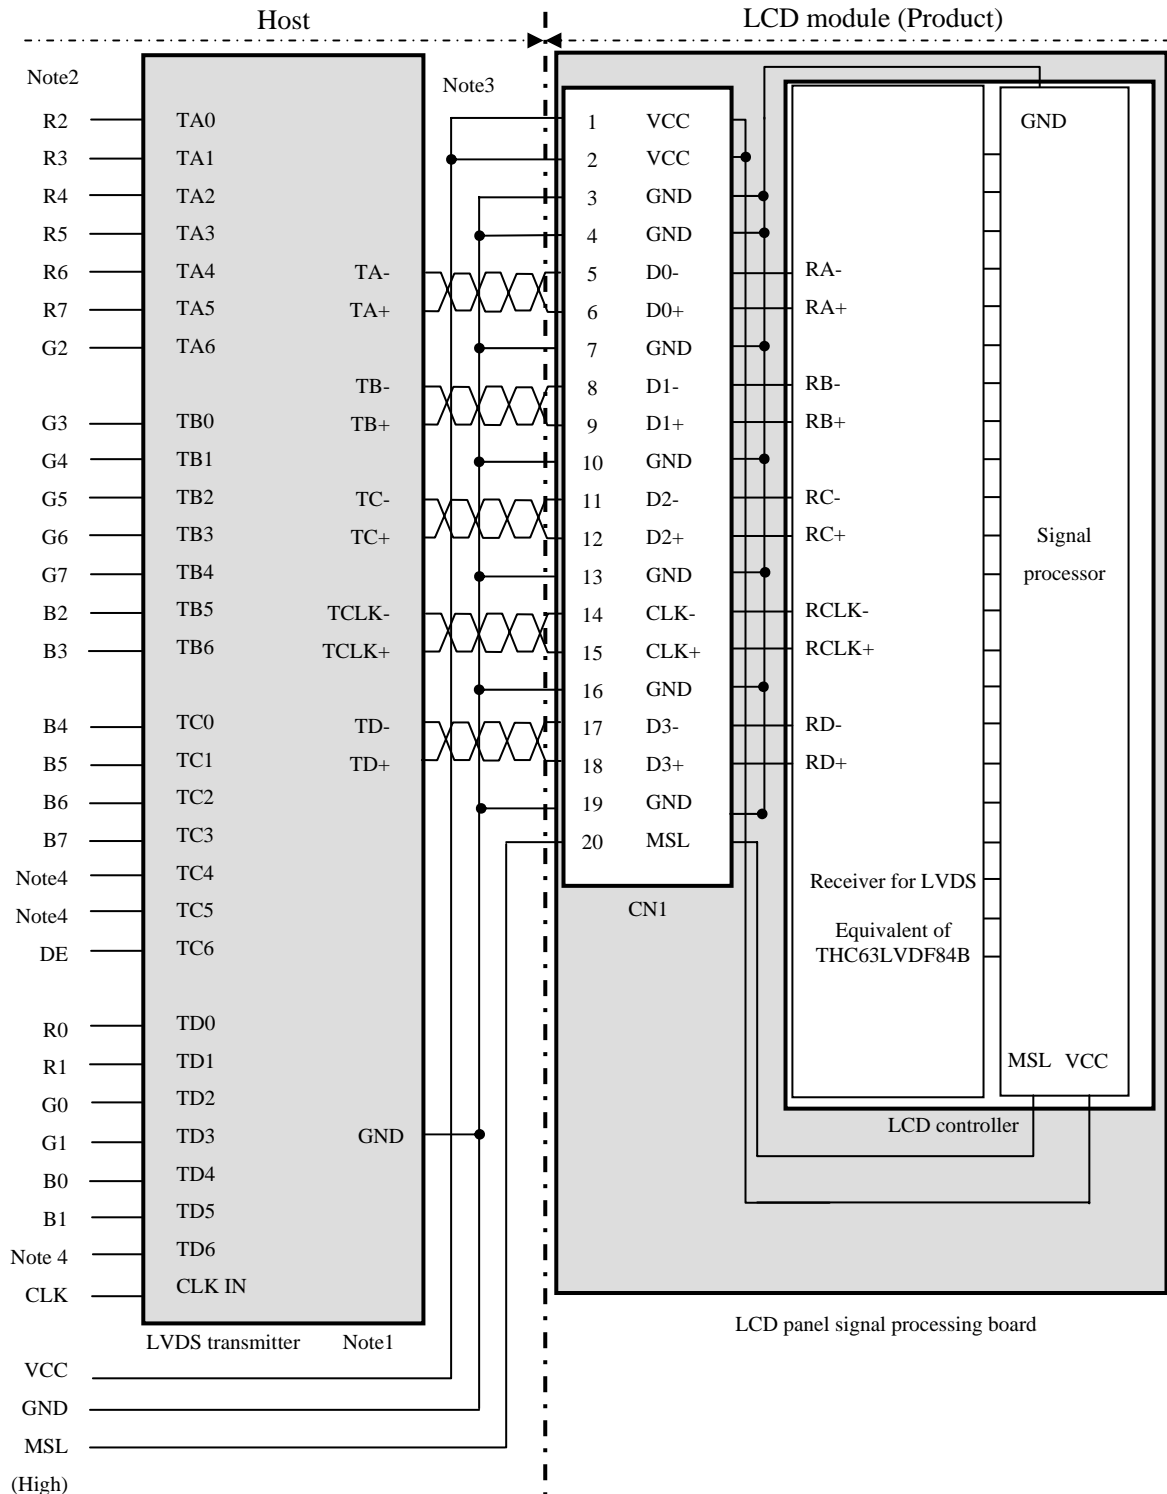 Host
LCD module (Product)
Note2
Note3
R2
R3
R4
R5
R6
R7
G2
G3
G4
G5
G6
G7
B2
B3
B4
B5
B6
B7
Note4
Note4
DE
R0
R1
G0
G1
B0
B1
Note 4
CLK
VCC
GND
MSL
(High)
TA0
TA1
TA2
TA3
TA4
TA5
TA6
TB0
TB1
TB2
TB3
TB4
TB5
TB6
TC0
TC1
TC2
TC3
TC4
TC5
TC6
TD0
TD1
TD2
TD3
TD4
TD5
TD6
CLK IN
TA-
TA+
TB-
TB+
TC-
TC+
TCLK-
TCLK+
TD-
TD+
GND
LVDS transmitter Note1
1 VCC
2 VCC
3 GND
4 GND
5 D0-
6 D0+
7 GND
8 D1-
9 D1+
10 GND
11 D2-
12 D2+
13 GND
14 CLK-
15 CLK+
16 GND
17 D3-
18 D3+
19 GND
20 MSL
CN1
RA-
RA+
RB-
RB+
RC-
RC+
RCLK-
RCLK+
RD-
RD+
Receiver for LVDS
Equivalent of
THC63LVDF84B
GND
Signal
processor
MSL VCC
LCD controller
LCD panel signal processing board